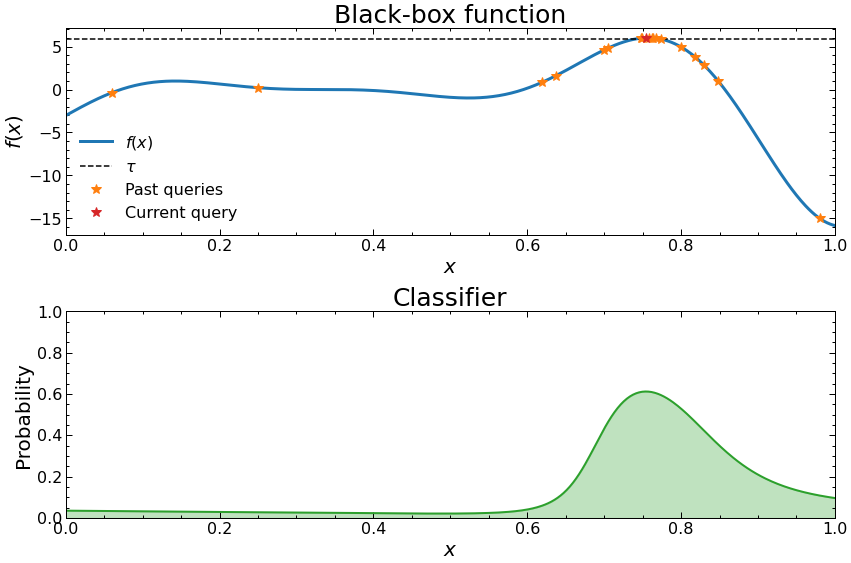 Black-box function
f(x)
5
0
−5
−10
−15
f(x)
τ
Past queries
Current query
0.0 0.2 0.4 0.6 0.8 1.0
x
Classifier
Probability
1.0
0.8
0.6
0.4
0.2
0.0
0.0 0.2 0.4 0.6 0.8 1.0
x